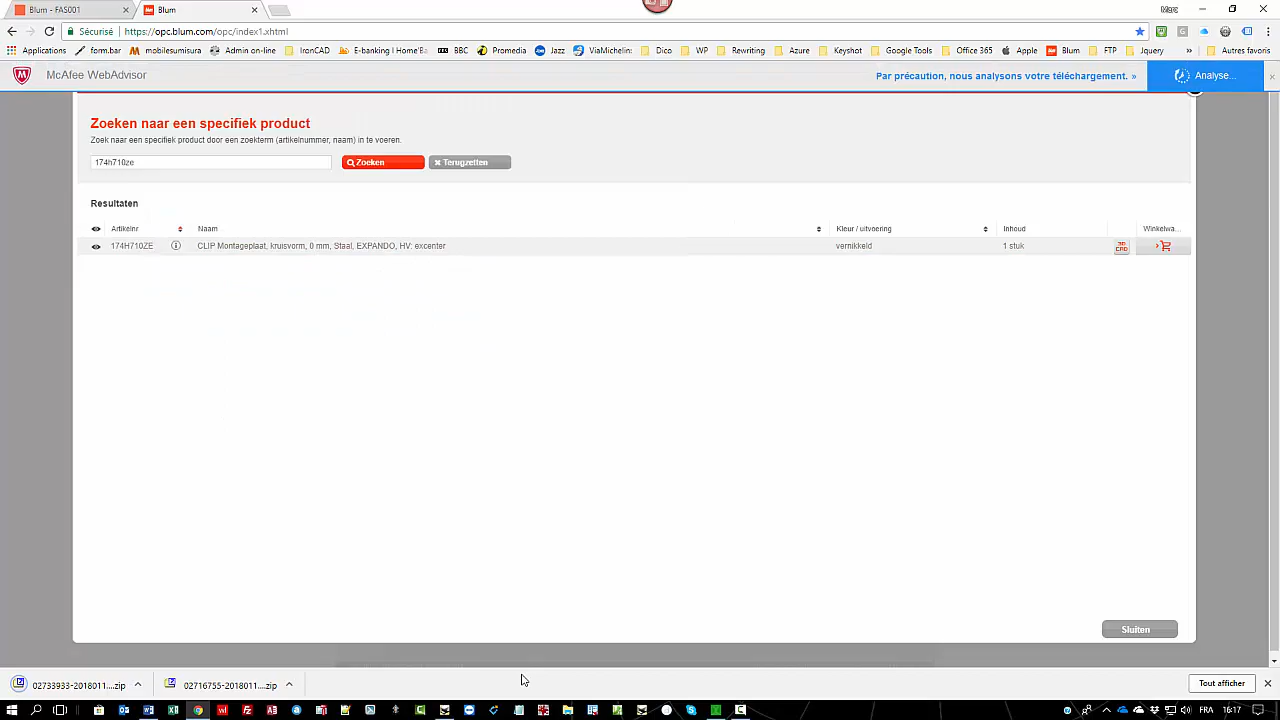 Blum - FAS001
Blum
Marc
Sécurisé
https://opc.blum.com/opc/index1.xhtml
Applications
form.bar
mobilesumisura
Admin on-line
IronCAD
E-banking I Home'Ba
BBC
Promedia
Jazz
ViaMichelin:
Dico
WP
Rewriting
Azure
Keyshot
Google Tools
Office 365
Apple
Blum
FTP
Jquery
»
Autres favoris
McAfee WebAdvisor
Par précaution, nous analysons votre téléchargement. »
Analyse...
Zoeken naar een specifiek product
Zoek naar een specifiek product door een zoekterm (artikelnummer, naam) in te voeren.
174h710ze
Zoeken
Terugzetten
Resultaten
Artikelnr
Naam
Kleur / uitvoering
Inhoud
Winkelwa...
174H710ZE
CLIP Montageplaat, kruisvorm, 0 mm, Staal, EXPANDO, HV: excenter
vernikkeld
1 stuk
Sluiten
02733933-2018011....zip
02716755-2018011....zip
Tout afficher
FRA
16:17